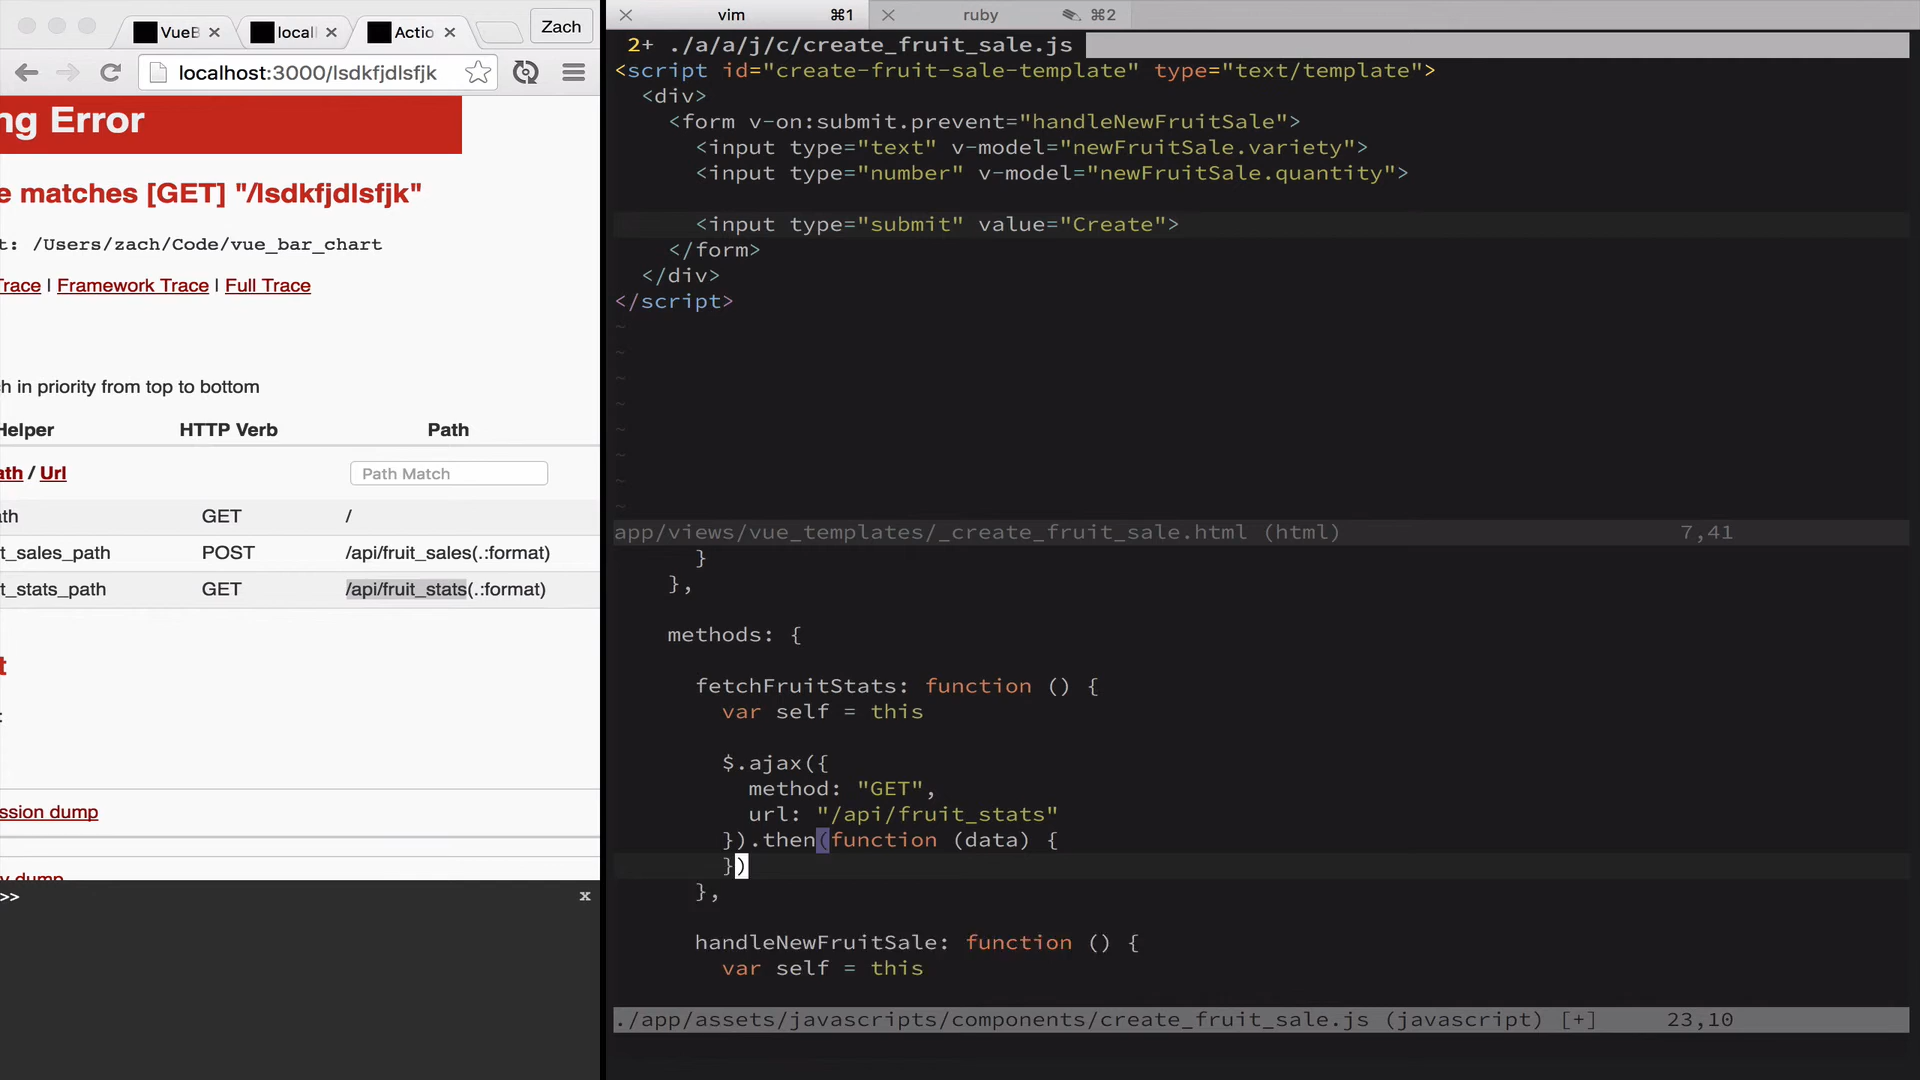 VueB
locall
Actio
Zach
localhost:3000/lsdkfjdlsfjk
ng Error
e matches [GET] "/lsdkfjdlsfjk"
t: /Users/zach/Code/vue_bar_chart
Trace | Framework Trace | Full Trace
ch in priority from top to bottom
Helper HTTP Verb Path
ath / Url Path Match
ath GET /
t_sales_path POST /api/fruit_sales(.:format)
t_stats_path GET /api/fruit_stats(.:format)
t
:
ssion dump
y dump
>> x
vim ⌘1
ruby ⌘2
2+ ./a/a/j/c/create_fruit_sale.js
<script id="create-fruit-sale-template" type="text/template">
<div>
<form v-on:submit.prevent="handleNewFruitSale">
<input type="text" v-model="newFruitSale.variety">
<input type="number" v-model="newFruitSale.quantity">
<input type="submit" value="Create">
</form>
</div>
</script>
~
~
~
~
~
~
~
~
app/views/vue_templates/_create_fruit_sale.html (html) 7,41
}
},
methods: {
fetchFruitStats: function () {
var self = this
$.ajax({
method: "GET",
url: "/api/fruit_stats"
}).then(function (data) {
})
},
handleNewFruitSale: function () {
var self = this
./app/assets/javascripts/components/create_fruit_sale.js (javascript) [+] 23,10